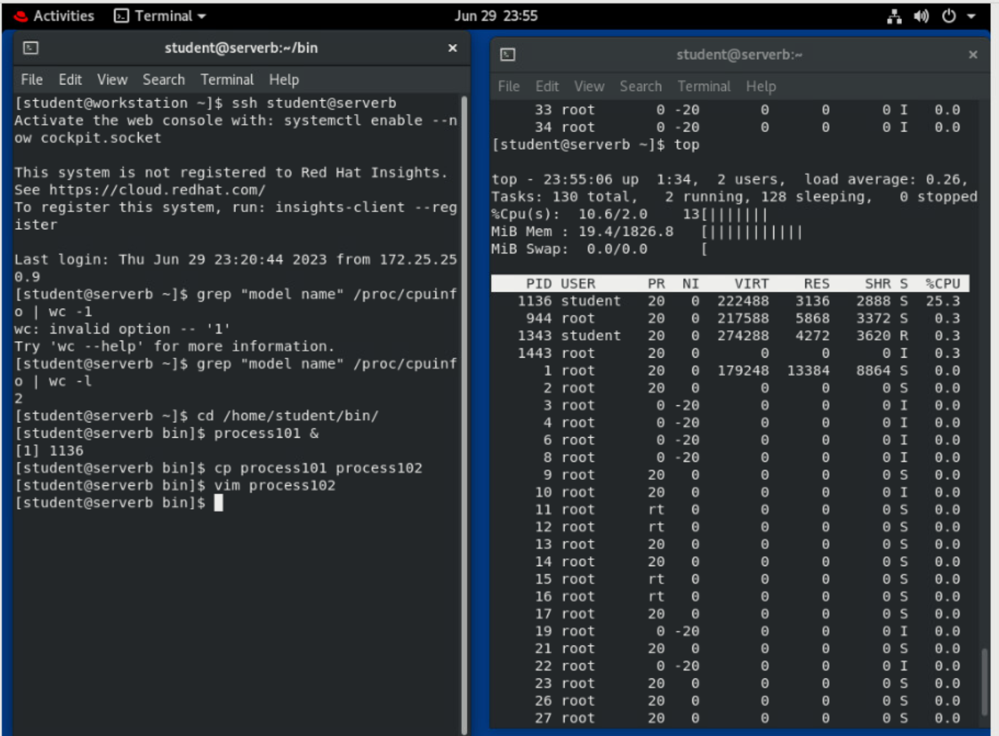 Activities Terminal Jun 29 23:55
student@serverb:~/bin
File Edit View Search Terminal Help
[student@workstation ~]$ ssh student@serverb
Activate the web console with: systemctl enable --n
ow cockpit.socket
This system is not registered to Red Hat Insights.
See https://cloud.redhat.com/
To register this system, run: insights-client --reg
ister
Last login: Thu Jun 29 23:20:44 2023 from 172.25.25
0.9
[student@serverb ~]$ grep "model name" /proc/cpuinf
o | wc -1
wc: invalid option -- '1'
Try 'wc --help' for more information.
[student@serverb ~]$ grep "model name" /proc/cpuinf
o | wc -l
2
[student@serverb ~]$ cd /home/student/bin/
[student@serverb bin]$ process101 &
[1] 1136
[student@serverb bin]$ cp process101 process102
[student@serverb bin]$ vim process102
[student@serverb bin]$
student@serverb:~
File Edit View Search Terminal Help
33 root 0 -20 0 0 0 I 0.0
34 root 0 -20 0 0 0 I 0.0
[student@serverb ~]$ top
top - 23:55:06 up 1:34, 2 users, load average: 0.26,
Tasks: 130 total, 2 running, 128 sleeping, 0 stopped
%Cpu(s): 10.6/2.0 13[|||||||
MiB Mem : 19.4/1826.8 [|||||||||||
MiB Swap: 0.0/0.0 [
PID USER PR NI VIRT RES SHR S %CPU
1136 student 20 0 222488 3136 2888 S 25.3
944 root 20 0 217588 5868 3372 S 0.3
1343 student 20 0 274288 4272 3620 R 0.3
1443 root 20 0 0 0 0 I 0.3
1 root 20 0 179248 13384 8864 S 0.0
2 root 20 0 0 0 0 S 0.0
3 root 0 -20 0 0 0 I 0.0
4 root 0 -20 0 0 0 I 0.0
6 root 0 -20 0 0 0 I 0.0
8 root 0 -20 0 0 0 I 0.0
9 root 20 0 0 0 0 S 0.0
10 root 20 0 0 0 0 I 0.0
11 root rt 0 0 0 0 S 0.0
12 root rt 0 0 0 0 S 0.0
13 root 20 0 0 0 0 S 0.0
14 root 20 0 0 0 0 S 0.0
15 root rt 0 0 0 0 S 0.0
16 root rt 0 0 0 0 S 0.0
17 root 20 0 0 0 0 S 0.0
19 root 0 -20 0 0 0 I 0.0
21 root 20 0 0 0 0 S 0.0
22 root 0 -20 0 0 0 I 0.0
23 root 20 0 0 0 0 S 0.0
26 root 20 0 0 0 0 S 0.0
27 root 20 0 0 0 0 S 0.0